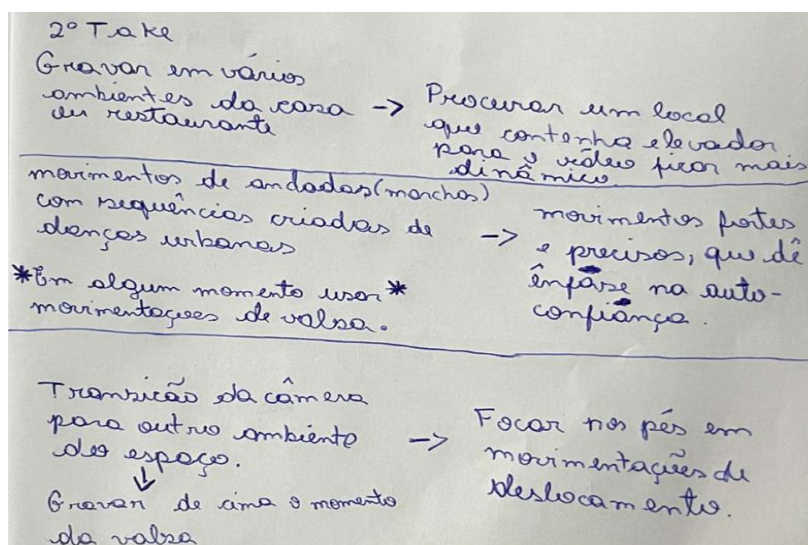 2º Take
Gravar em vários
ambientes da casa
ou restaurante
->
Procurar um local
que contenha elevador
para o vídeo ficar mais
dinâmico.
movimentos de andadas (marchas)
com sequências criadas de
danças urbanas
*Em algum momento usar*
movimentações de valsa.
->
movimentos fortes
e precisos, que dê
ênfase na auto-
confiança.
Transição da câmera
para outro ambiente
do espaço.
↓
Gravar de cima o momento
da valsa
->
Focar nos pés em
movimentações de
deslocamento.